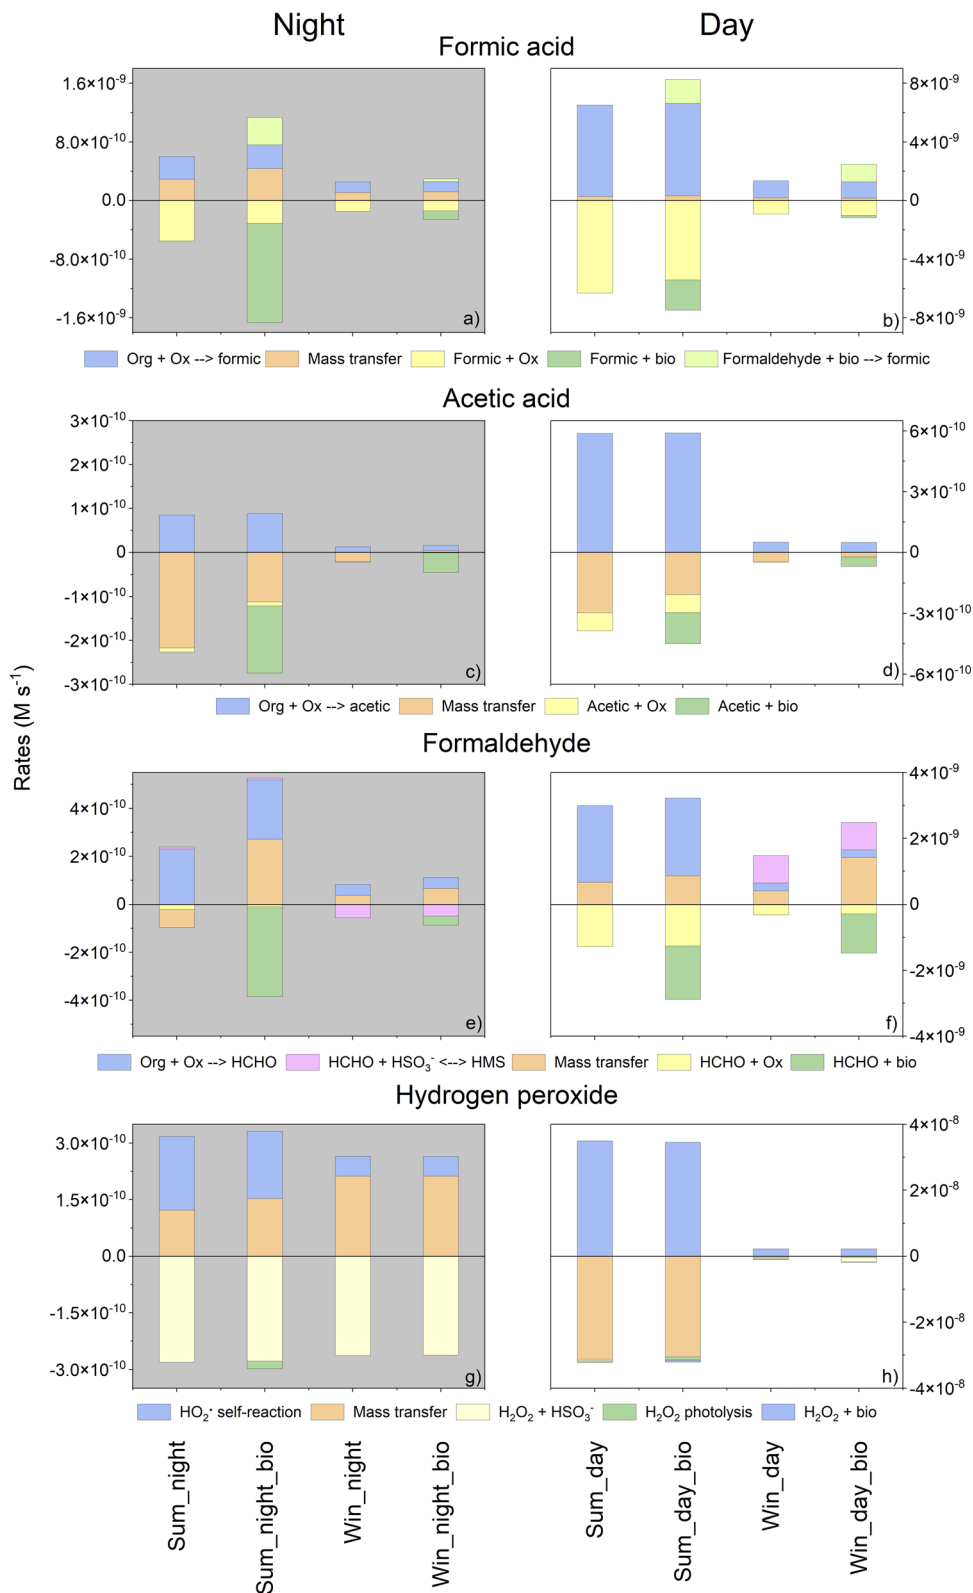 Night Day
Formic acid
1.6×10⁻⁹
8.0×10⁻¹⁰
0.0
-8.0×10⁻¹⁰
-1.6×10⁻⁹
a)
8×10⁻⁹
4×10⁻⁹
0
-4×10⁻⁹
-8×10⁻⁹
b)
Org + Ox --> formic Mass transfer Formic + Ox Formic + bio Formaldehyde + bio --> formic
Acetic acid
3×10⁻¹⁰
2×10⁻¹⁰
1×10⁻¹⁰
0
-1×10⁻¹⁰
-2×10⁻¹⁰
-3×10⁻¹⁰
c)
6×10⁻¹⁰
3×10⁻¹⁰
0
-3×10⁻¹⁰
-6×10⁻¹⁰
d)
Org + Ox --> acetic Mass transfer Acetic + Ox Acetic + bio
Rates (M s⁻¹)
Formaldehyde
4×10⁻¹⁰
2×10⁻¹⁰
0
-2×10⁻¹⁰
-4×10⁻¹⁰
e)
4×10⁻⁹
2×10⁻⁹
0
-2×10⁻⁹
-4×10⁻⁹
f)
Org + Ox --> HCHO HCHO + HSO₃⁻ <--> HMS Mass transfer HCHO + Ox HCHO + bio
Hydrogen peroxide
3.0×10⁻¹⁰
1.5×10⁻¹⁰
0.0
-1.5×10⁻¹⁰
-3.0×10⁻¹⁰
g)
4×10⁻⁸
2×10⁻⁸
0
-2×10⁻⁸
-4×10⁻⁸
h)
HO₂· self-reaction Mass transfer H₂O₂ + HSO₃⁻ H₂O₂ photolysis H₂O₂ + bio
Sum_night
Sum_night_bio
Win_night
Win_night_bio
Sum_day
Sum_day_bio
Win_day
Win_day_bio